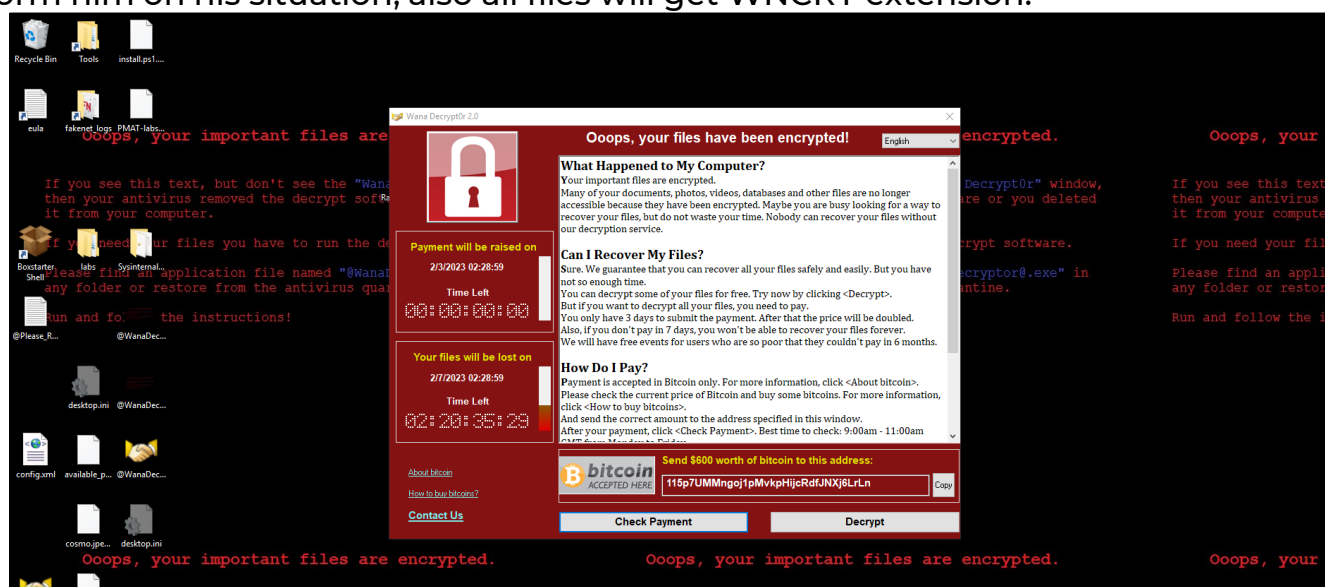 form him on his situation, also all files will get WNCRY extension.
Recycle Bin
Tools
install.ps1....
eula
fakenet_logs
PMAT-labs...
Ooops, your important files are encrypted.
Ooops, your
If you see this text, but don't see the "Wana Decrypt0r" window,
then your antivirus removed the decrypt soft are or you deleted
it from your computer.
If you need your files you have to run the de crypt software.
Please find an application file named "@WanaD ecryptor@.exe" in
any folder or restore from the antivirus quar antine.
Run and fo the instructions!
If you see this text
then your antivirus
it from your compute
If you need your fil
Please find an appli
any folder or restor
Run and follow the i
Boxstarter Shell
labs
Sysinternal...
@Please_R...
@WanaDec...
desktop.ini
@WanaDec...
config.xml
available_p...
@WanaDec...
cosmo.jpe...
desktop.ini
Wana Decrypt0r 2.0
Ooops, your files have been encrypted!
English
Payment will be raised on
2/3/2023 02:28:59
Time Left
00:00:00:00
Your files will be lost on
2/7/2023 02:28:59
Time Left
02:20:35:29
About bitcoin
How to buy bitcoins?
Contact Us
What Happened to My Computer?
Your important files are encrypted.
Many of your documents, photos, videos, databases and other files are no longer
accessible because they have been encrypted. Maybe you are busy looking for a way to
recover your files, but do not waste your time. Nobody can recover your files without
our decryption service.
Can I Recover My Files?
Sure. We guarantee that you can recover all your files safely and easily. But you have
not so enough time.
You can decrypt some of your files for free. Try now by clicking <Decrypt>.
But if you want to decrypt all your files, you need to pay.
You only have 3 days to submit the payment. After that the price will be doubled.
Also, if you don't pay in 7 days, you won't be able to recover your files forever.
We will have free events for users who are so poor that they couldn't pay in 6 months.
How Do I Pay?
Payment is accepted in Bitcoin only. For more information, click <About bitcoin>.
Please check the current price of Bitcoin and buy some bitcoins. For more information,
click <How to buy bitcoins>.
And send the correct amount to the address specified in this window.
After your payment, click <Check Payment>. Best time to check: 9:00am - 11:00am
GMT from Monday to Friday.
bitcoin
ACCEPTED HERE
Send $600 worth of bitcoin to this address:
115p7UMMngoj1pMvkpHijcRdfJNXj6LrLn
Copy
Check Payment
Decrypt
Ooops, your important files are encrypted.
Ooops, your important files are encrypted.
Ooops, your